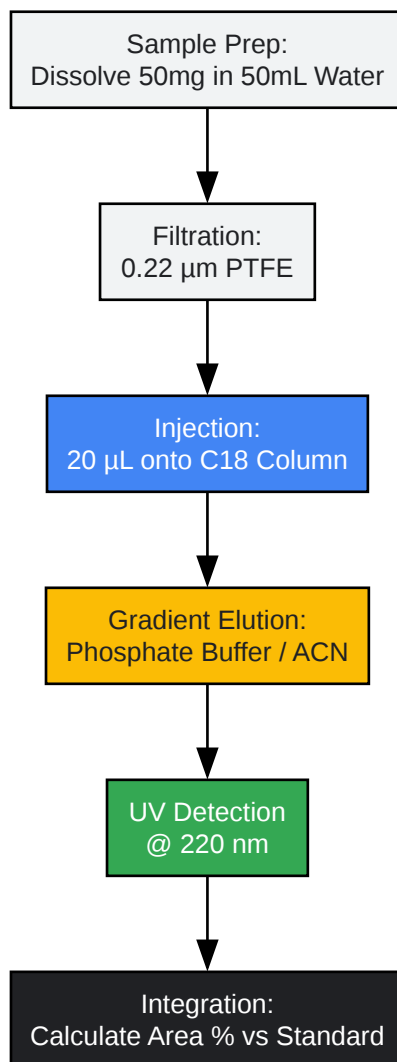 Sample Prep:
Dissolve 50mg in 50mL Water
Filtration:
0.22 µm PTFE
Injection:
20 µL onto C18 Column
Gradient Elution:
Phosphate Buffer / ACN
UV Detection
@ 220 nm
Integration:
Calculate Area % vs Standard